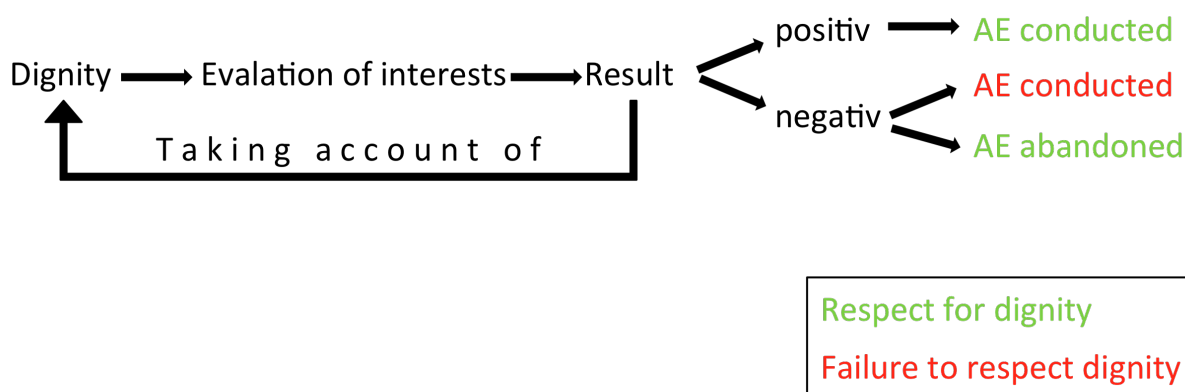 Dignity
Evalation of interests
Result
positiv
AE conducted
negativ
AE conducted
AE abandoned
Taking account of
Respect for dignity
Failure to respect dignity